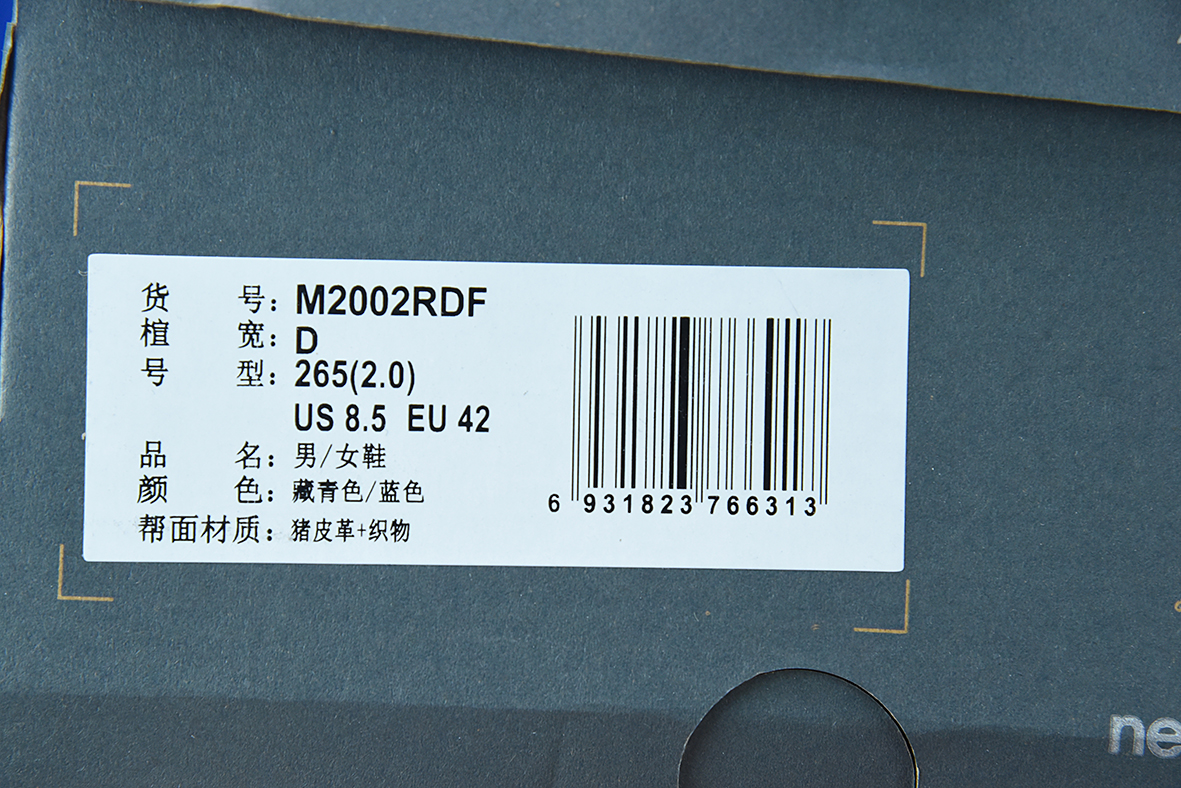 货 号：M2002RDF
楦 宽：D
号 型：265(2.0)
US 8.5 EU 42
品 名：男/女鞋
颜 色：藏青色/蓝色
帮面材质：猪皮革+织物
6 931823 766313
ne